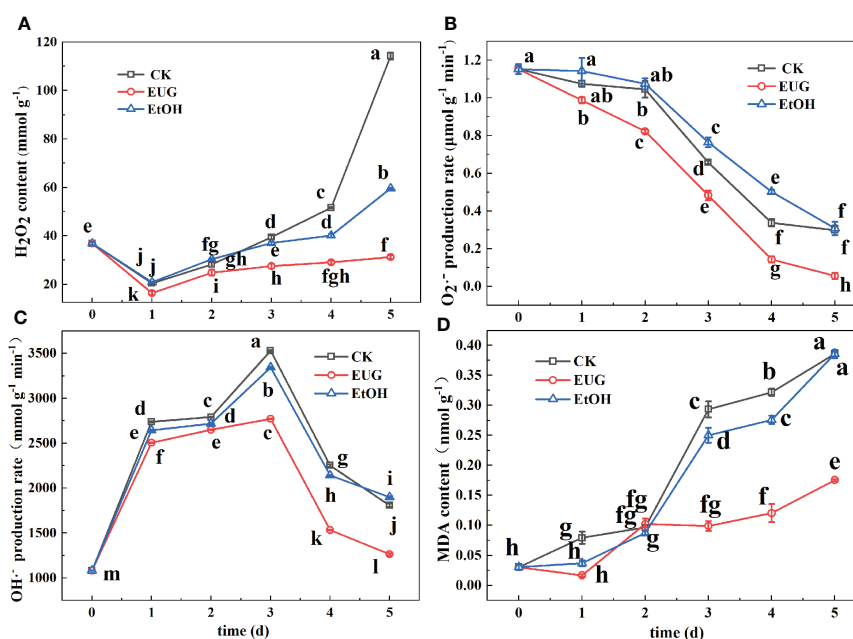 A
H₂O₂ content (mmol g⁻¹)
120
100
80
60
40
20
CK
EUG
EtOH
a
b
c
d
d
e
e
f
fg
gh
fgh
h
i
j
j
k
0 1 2 3 4 5
B
O₂·⁻ production rate (μmol g⁻¹ min⁻¹)
1.2
1.0
0.8
0.6
0.4
0.2
0.0
CK
EUG
EtOH
a
a
ab
ab
b
b
c
c
d
e
e
f
f
f
g
h
0 1 2 3 4 5
C
OH·⁻ production rate (mmol g⁻¹ min⁻¹)
3500
3000
2500
2000
1500
1000
CK
EUG
EtOH
a
b
c
c
d
d
e
e
f
g
h
i
j
k
l
m
0 1 2 3 4 5
time (d)
D
MDA content (nmol g⁻¹)
0.40
0.35
0.30
0.25
0.20
0.15
0.10
0.05
0.00
CK
EUG
EtOH
a
a
b
c
c
d
e
f
fg
fg
fg
g
g
h
h
h
0 1 2 3 4 5
time (d)